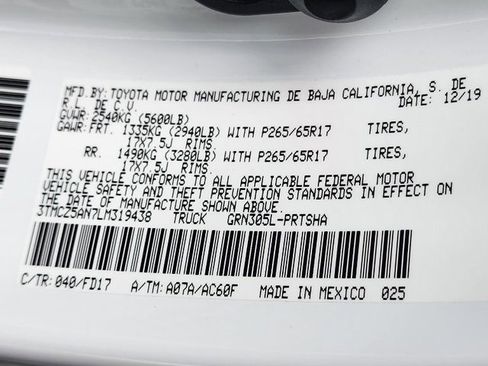 MFD.BY:TOYOTA MOTOR MANUFACTURING DE BAJA CALIFORNIA, S. DE
R.L. DE C.V. DATE: 12/19
GVWR: 2540KG (5600LB)
GAWR:FRT. 1335KG (2940LB) WITH P265/65R17 TIRES,
17X7.5J RIMS.
RR. 1490KG (3280LB) WITH P265/65R17 TIRES,
17X7.5J RIMS.
THIS VEHICLE CONFORMS TO ALL APPLICABLE FEDERAL MOTOR
VEHICLE SAFETY AND THEFT PREVENTION STANDARDS IN EFFECT ON
THE DATE OF MANUFACTURE SHOWN ABOVE
3TMCZ5AN7LM319438 TRUCK GRN305L-PRTSHA
C/TR: 040/FD17 A/TM: A07A/AC60F MADE IN MEXICO 025